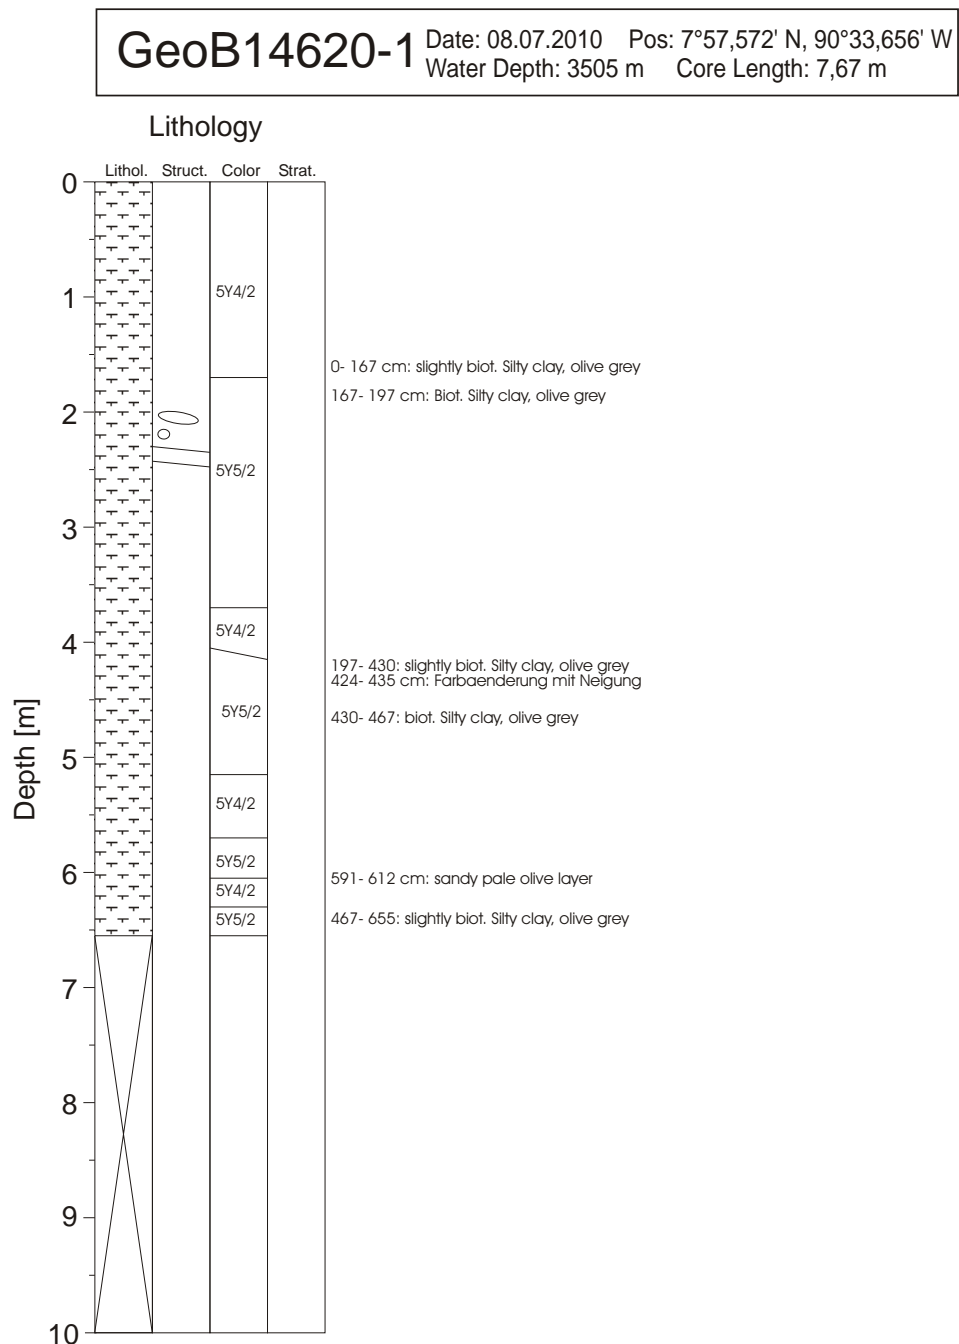 GeoB14620-1
Date: 08.07.2010 Pos: 7°57,572' N, 90°33,656' W
Water Depth: 3505 m Core Length: 7,67 m
Lithology
Lithol. Struct. Color Strat.
0
1
5Y4/2
0- 167 cm: slightly biot. Silty clay, olive grey
167- 197 cm: Biot. Silty clay, olive grey
2
5Y5/2
3
5Y4/2
4
197- 430: slightly biot. Silty clay, olive grey
424- 435 cm: Farbaenderung mit Neigung
5Y5/2
430- 467: biot. Silty clay, olive grey
Depth [m]
5
5Y4/2
5Y5/2
6
591- 612 cm: sandy pale olive layer
5Y4/2
5Y5/2
467- 655: slightly biot. Silty clay, olive grey
7
8
9
10